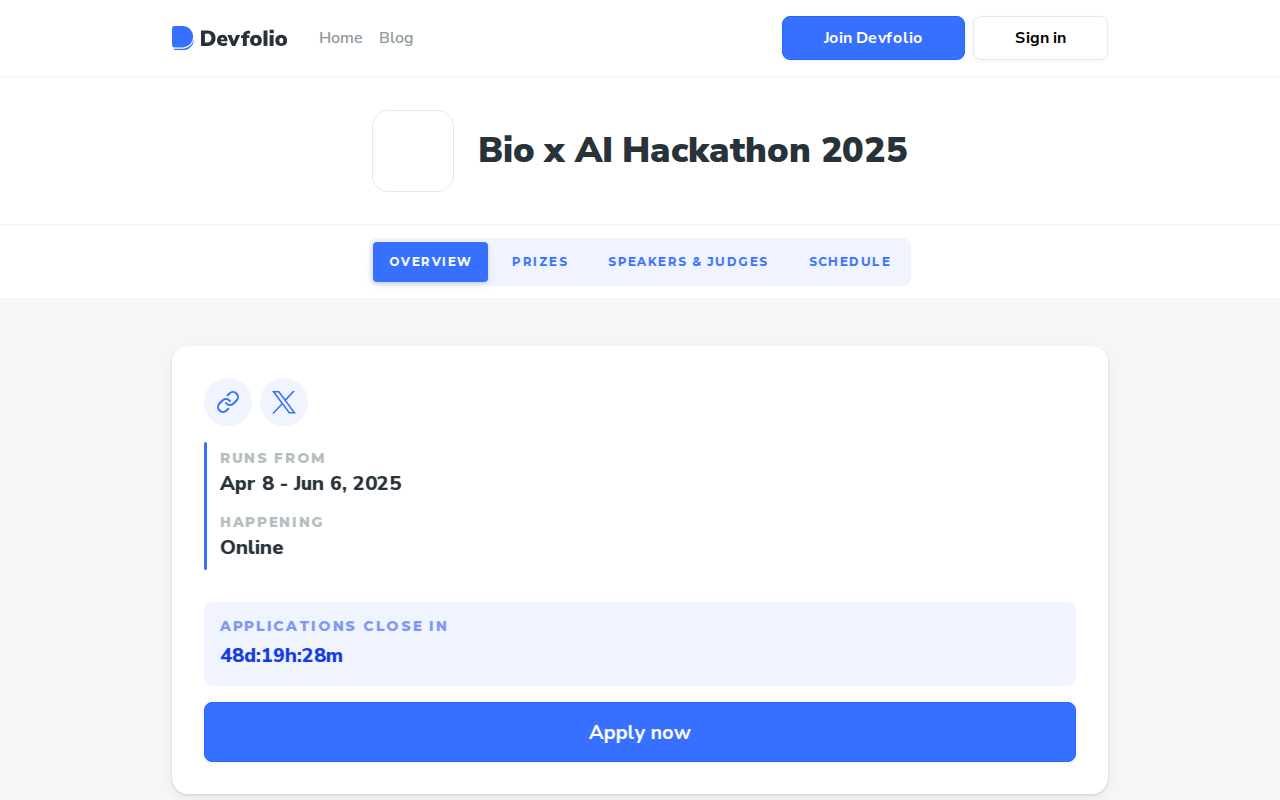 Devfolio Home Blog Join Devfolio Sign in
Bio x AI Hackathon 2025
OVERVIEW PRIZES SPEAKERS & JUDGES SCHEDULE
RUNS FROM
Apr 8 - Jun 6, 2025
HAPPENING
Online
APPLICATIONS CLOSE IN
48d:19h:28m
Apply now